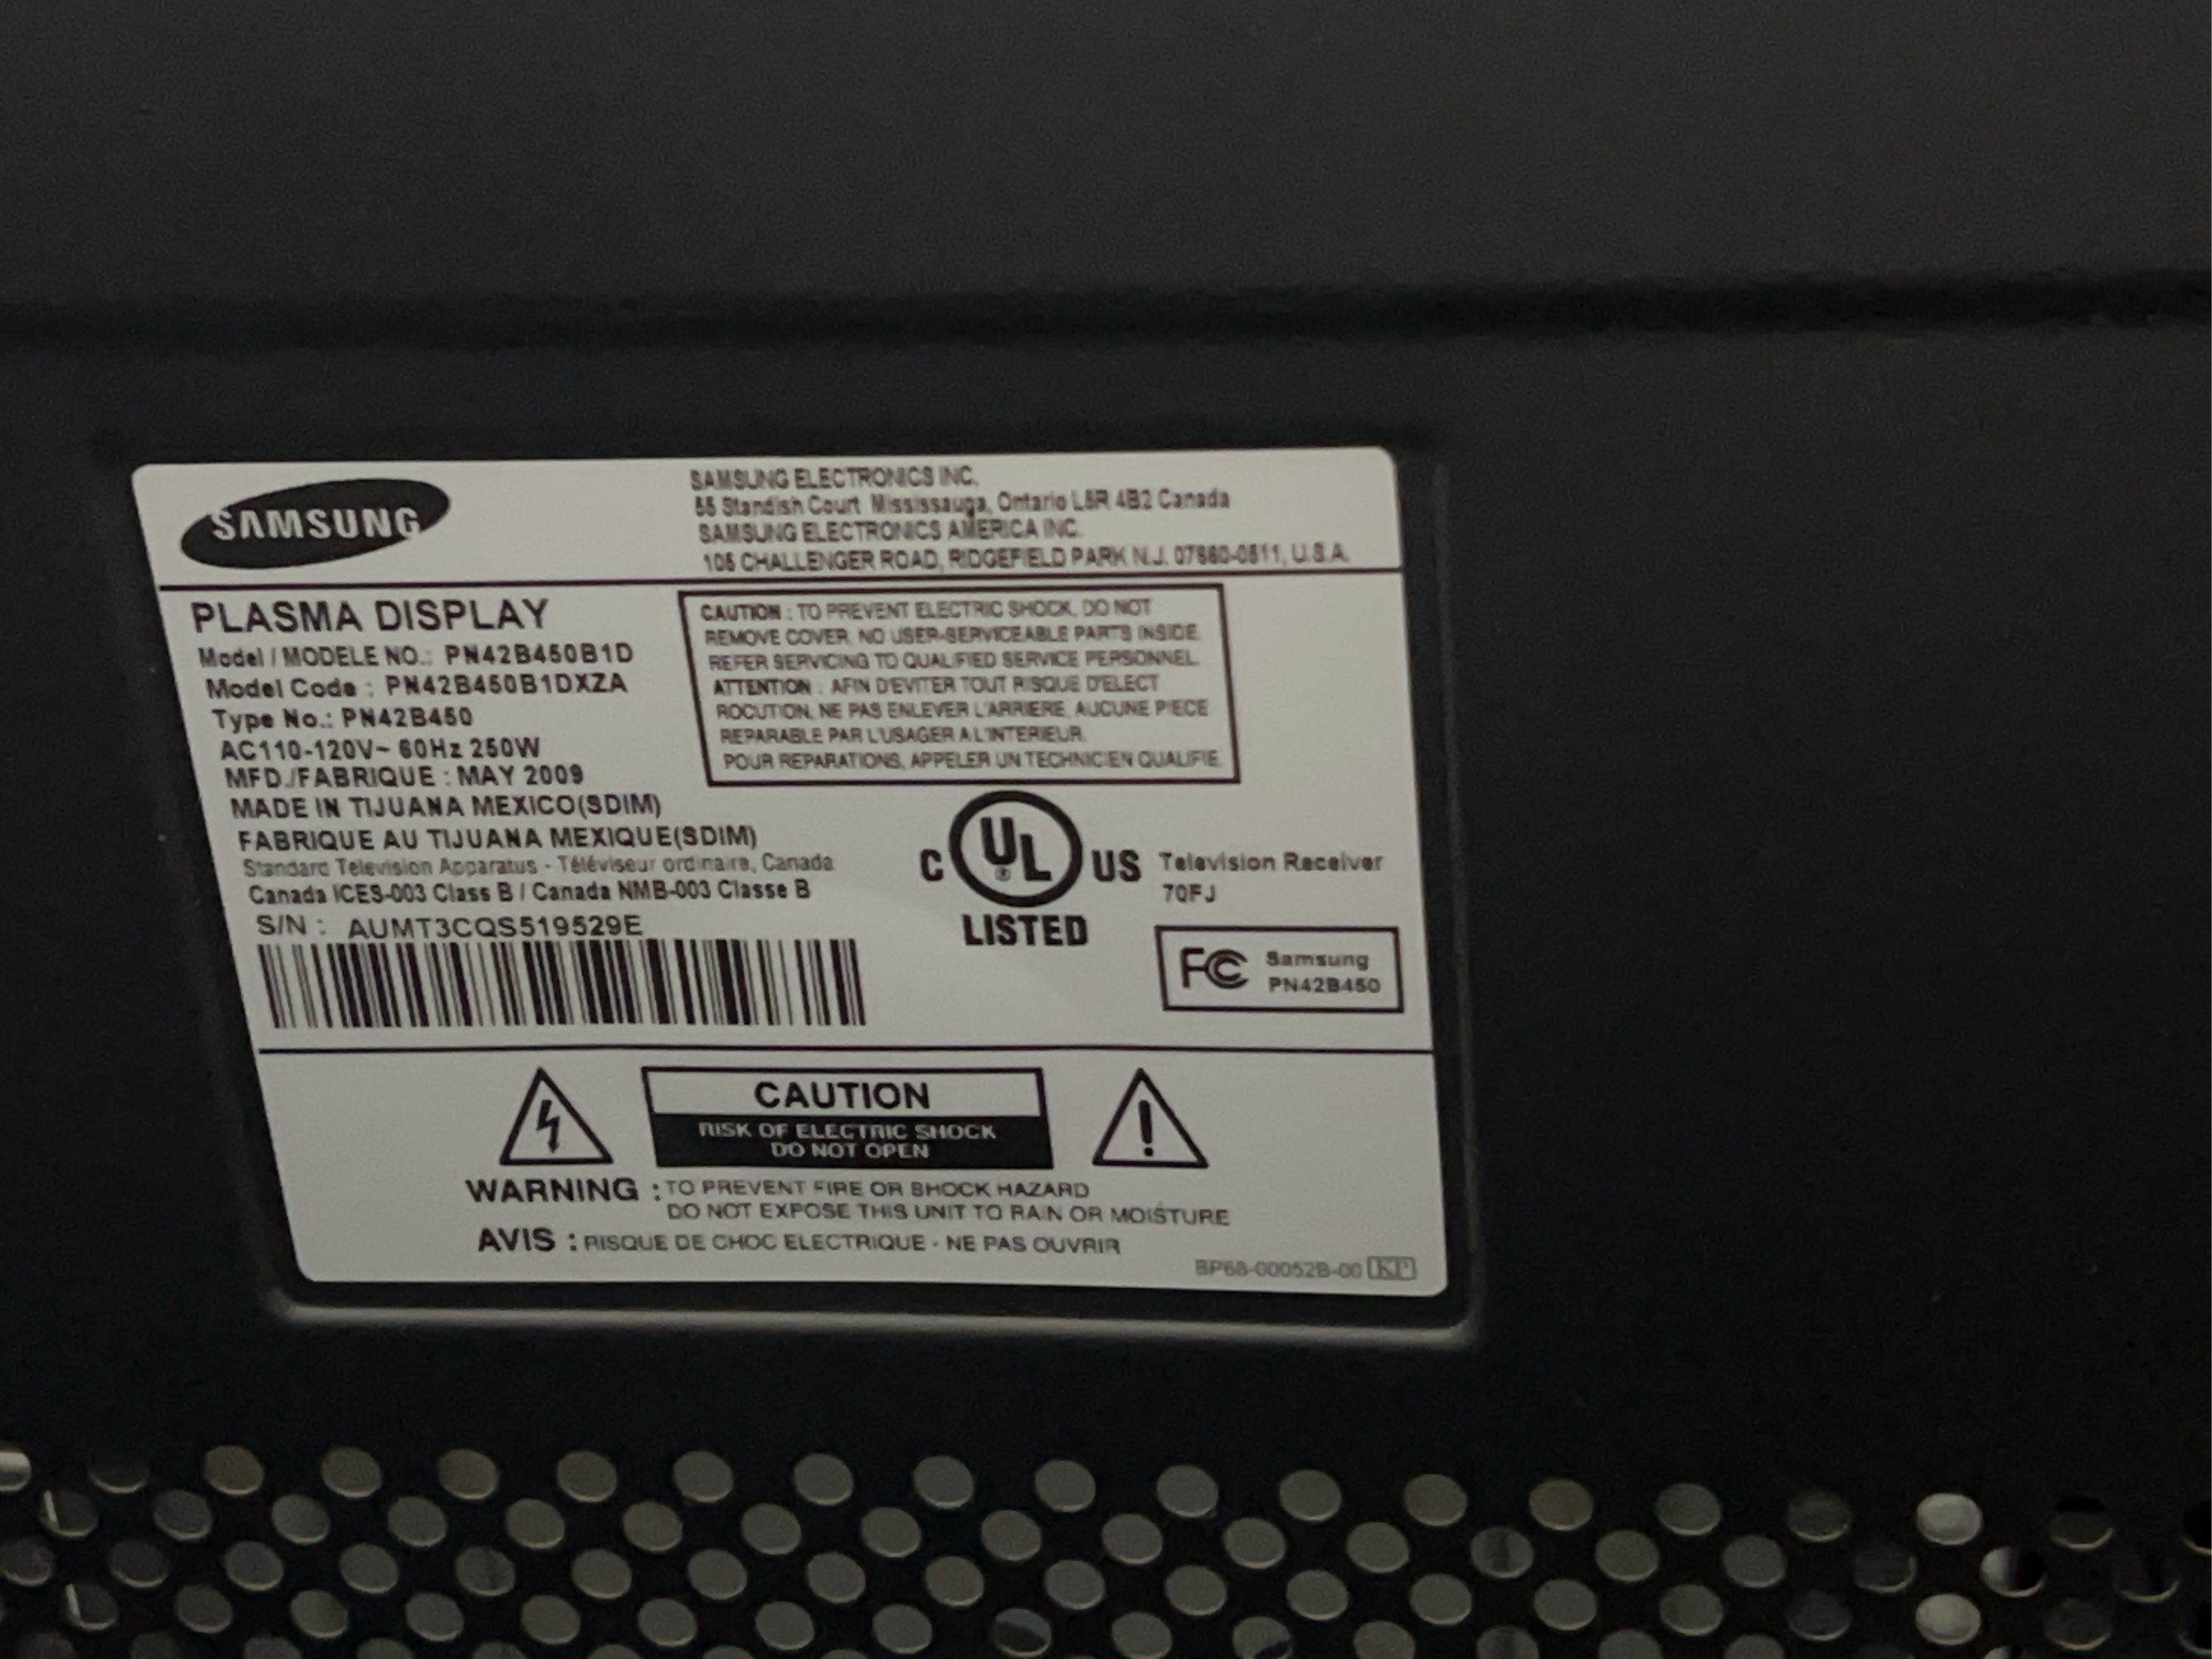 SAMSUNG
SAMSUNG ELECTRONICS INC.
55 Standish Court Mississauga, Ontario L5R 4B2 Canada
SAMSUNG ELECTRONICS AMERICA INC.
105 CHALLENGER ROAD, RIDGEFIELD PARK N.J. 07660-0511, U.S.A.
PLASMA DISPLAY
Model / MODELE NO.: PN42B450B1D
Model Code : PN42B450B1DXZA
Type No.: PN42B450
AC110-120V~ 60Hz 250W
MFD./FABRIQUE : MAY 2009
MADE IN TIJUANA MEXICO(SDIM)
FABRIQUE AU TIJUANA MEXIQUE(SDIM)
Standard Television Apparatus - Téléviseur ordinaire, Canada
Canada ICES-003 Class B / Canada NMB-003 Classe B
S/N : AUMT3CQS519529E
CAUTION : TO PREVENT ELECTRIC SHOCK, DO NOT
REMOVE COVER. NO USER-SERVICEABLE PARTS INSIDE.
REFER SERVICING TO QUALIFIED SERVICE PERSONNEL.
ATTENTION : AFIN D'EVITER TOUT RISQUE D'ELECT
ROCUTION, NE PAS ENLEVER L'ARRIERE, AUCUNE PIECE
REPARABLE PAR L'USAGER A L'INTERIEUR.
POUR REPARATIONS, APPELER UN TECHNICIEN QUALIFIE.
C UL ® US
LISTED
Television Receiver
70FJ
FC Samsung
PN42B450
CAUTION
RISK OF ELECTRIC SHOCK
DO NOT OPEN
WARNING : TO PREVENT FIRE OR SHOCK HAZARD
DO NOT EXPOSE THIS UNIT TO RAIN OR MOISTURE
AVIS : RISQUE DE CHOC ELECTRIQUE - NE PAS OUVRIR
BP68-00052B-00 KP